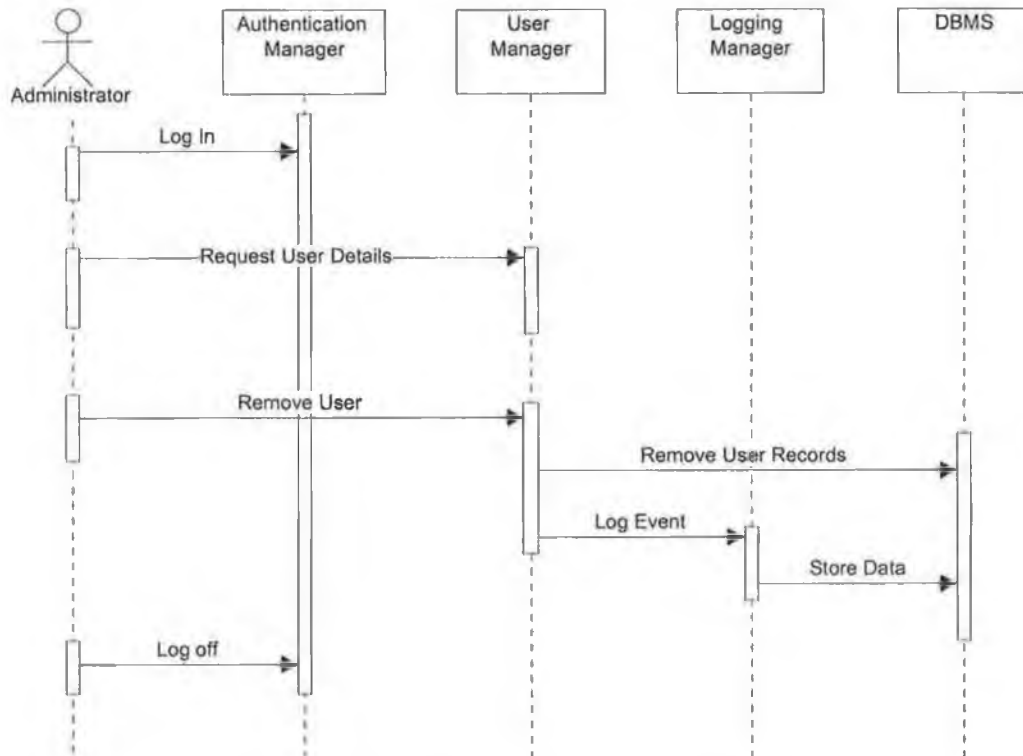 Authentication
Manager
User
Manager
Logging
Manager
DBMS
Administrator
Log In
Request User Details
Remove User
Remove User Records
Log Event
Store Data
Log off